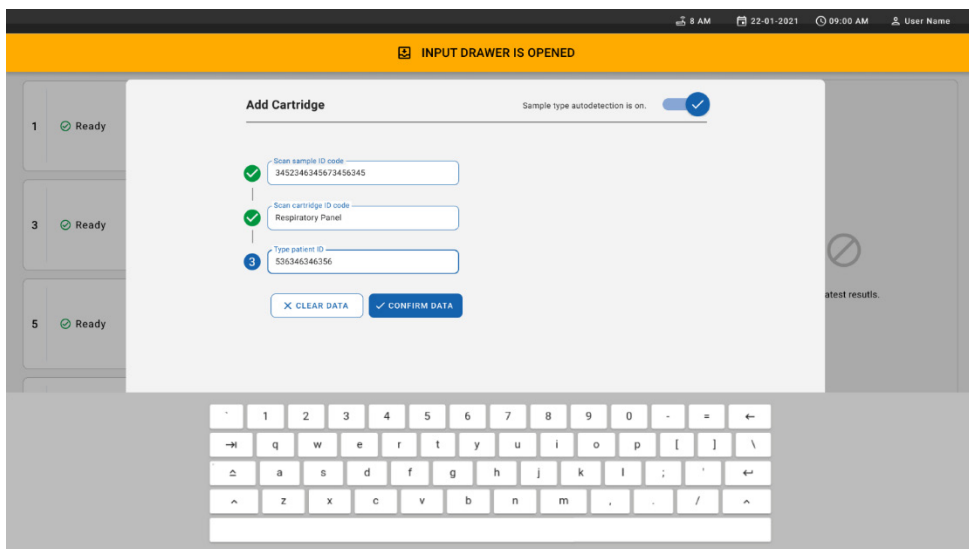 8 AM 22-01-2021 09:00 AM User Name
INPUT DRAWER IS OPENED
Add Cartridge
Sample type autodetection is on.
1 Ready
Scan sample ID code
3452346345673456345
Scan cartridge ID code
Respiratory Panel
3 Ready
Type patient ID
3 536346346356
atest resutls.
CLEAR DATA CONFIRM DATA
5 Ready
` 1 2 3 4 5 6 7 8 9 0 - =
q w e r t y u i o p [ ] \
a s d f g h j k l ; '
z x c v b n m , . /